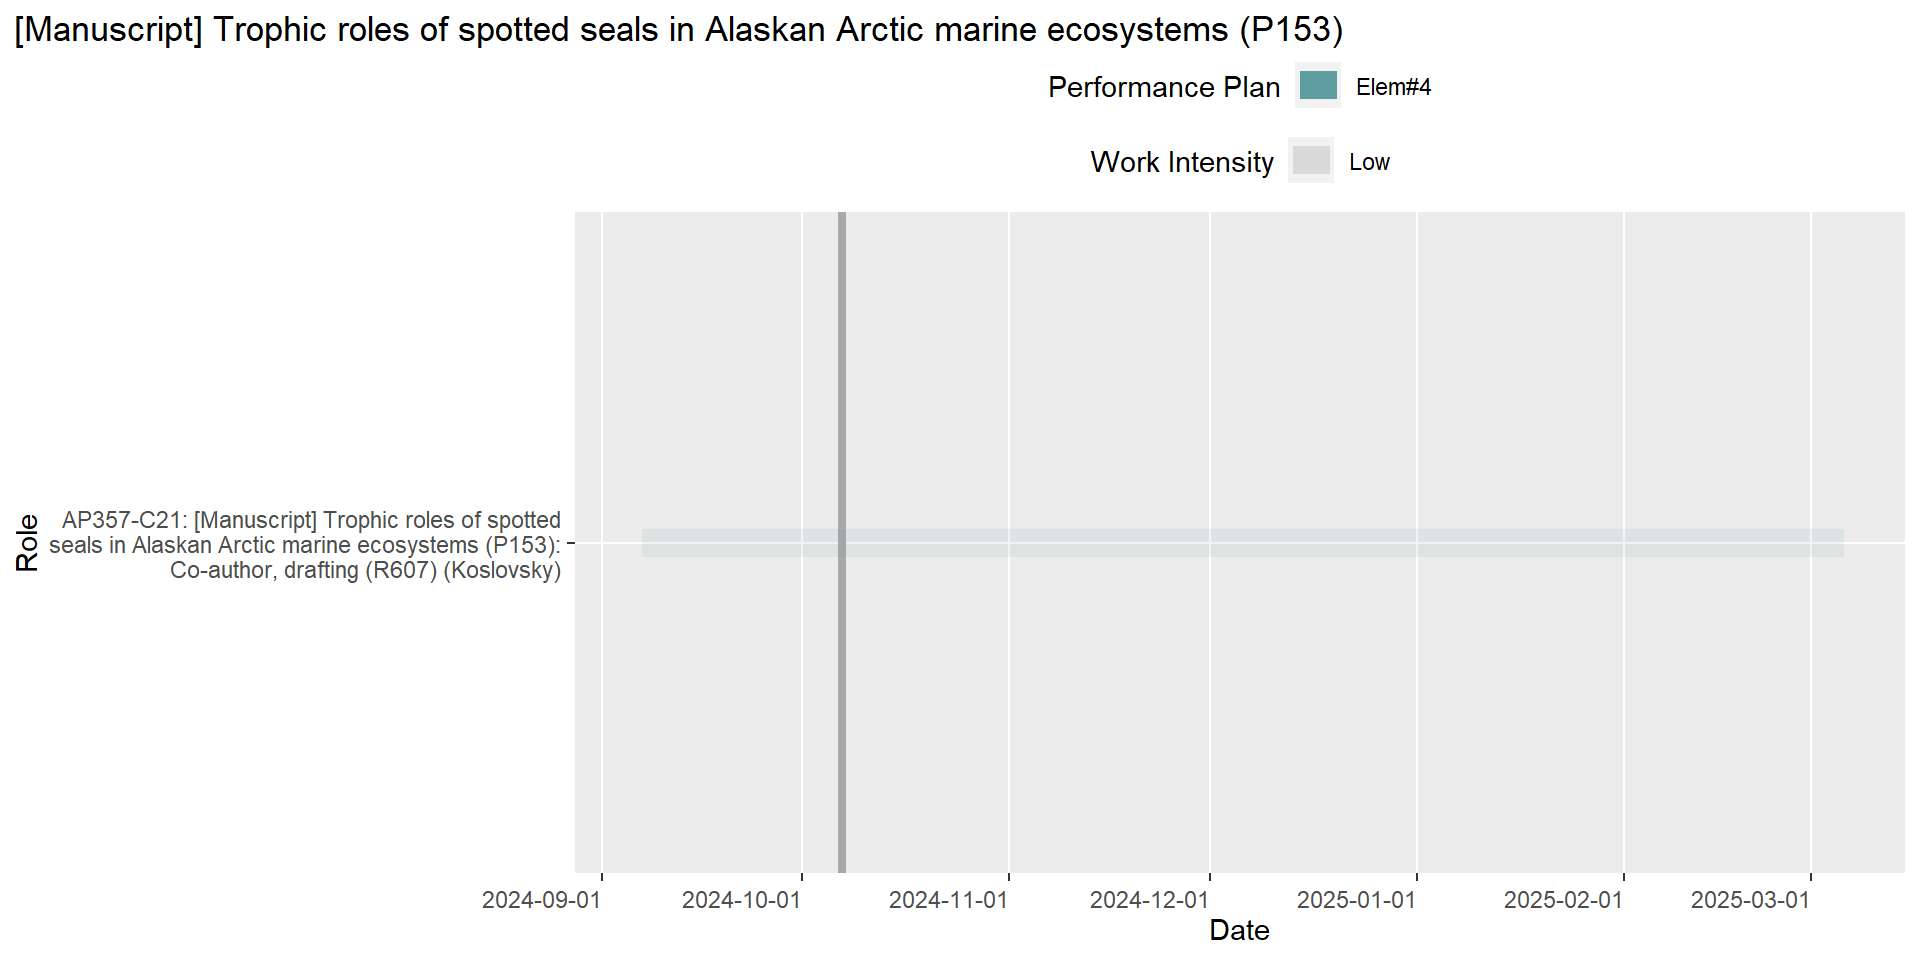 [Manuscript] Trophic roles of spotted seals in Alaskan Arctic marine ecosystems (P153)
Performance Plan Elem#4
Work Intensity Low
Role
AP357-C21: [Manuscript] Trophic roles of spotted
seals in Alaskan Arctic marine ecosystems (P153):
Co-author, drafting (R607) (Koslovsky)
2024-09-01 2024-10-01 2024-11-01 2024-12-01 2025-01-01 2025-02-01 2025-03-01
Date